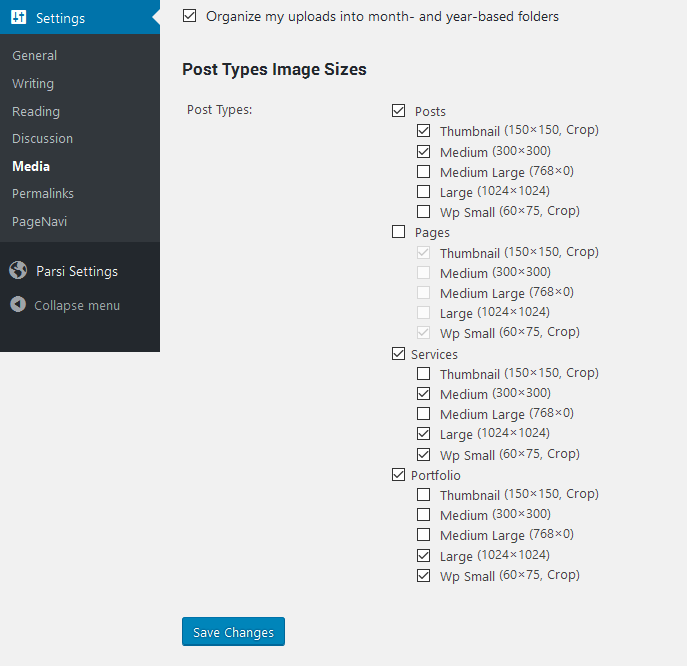 Settings
General
Writing
Reading
Discussion
Media
Permalinks
PageNavi
Parsi Settings
Collapse menu
Organize my uploads into month- and year-based folders
Post Types Image Sizes
Post Types:
Posts
Thumbnail (150×150, Crop)
Medium (300×300)
Medium Large (768×0)
Large (1024×1024)
Wp Small (60×75, Crop)
Pages
Thumbnail (150×150, Crop)
Medium (300×300)
Medium Large (768×0)
Large (1024×1024)
Wp Small (60×75, Crop)
Services
Thumbnail (150×150, Crop)
Medium (300×300)
Medium Large (768×0)
Large (1024×1024)
Wp Small (60×75, Crop)
Portfolio
Thumbnail (150×150, Crop)
Medium (300×300)
Medium Large (768×0)
Large (1024×1024)
Wp Small (60×75, Crop)
Save Changes